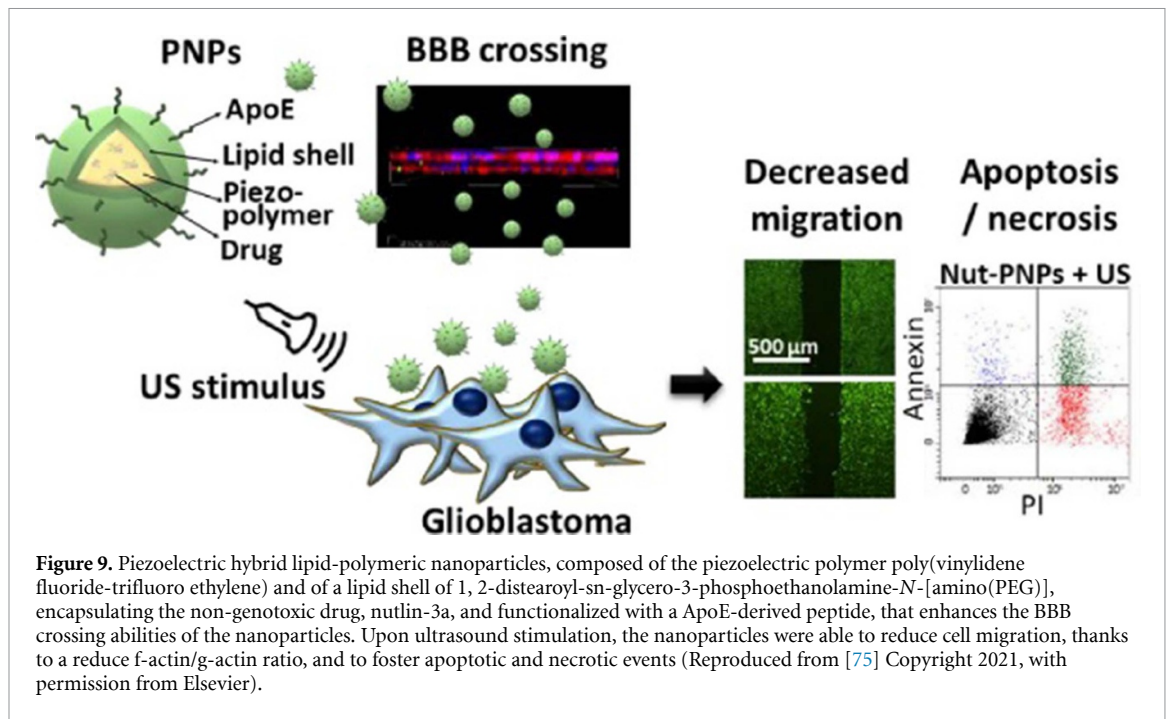 PNPs
BBB crossing
ApoE
Lipid shell
Piezo-
polymer
Drug
US stimulus
Glioblastoma
Decreased
migration
500 µm
Apoptosis
/ necrosis
Nut-PNPs + US
Annexin
PI
Figure 9. Piezoelectric hybrid lipid-polymeric nanoparticles, composed of the piezoelectric polymer poly(vinylidene
fluoride-trifluoro ethylene) and of a lipid shell of 1, 2-distearoyl-sn-glycero-3-phosphoethanolamine-N-[amino(PEG)],
encapsulating the non-genotoxic drug, nutlin-3a, and functionalized with a ApoE-derived peptide, that enhances the BBB
crossing abilities of the nanoparticles. Upon ultrasound stimulation, the nanoparticles were able to reduce cell migration, thanks
to a reduce f-actin/g-actin ratio, and to foster apoptotic and necrotic events (Reproduced from [75] Copyright 2021, with
permission from Elsevier).